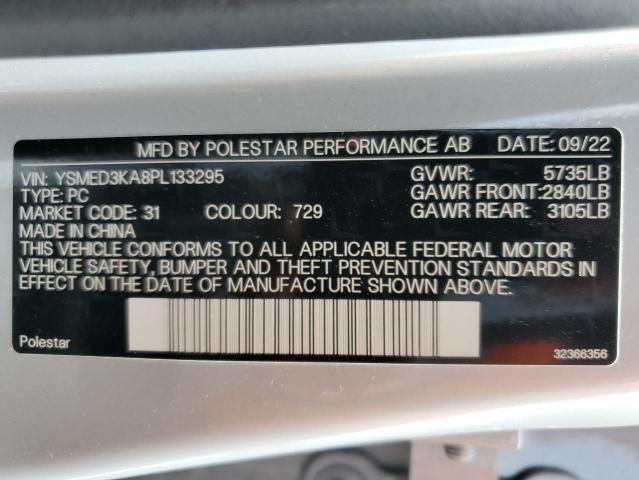 MFD BY POLESTAR PERFORMANCE AB DATE: 09/22
VIN: YSMED3KA8PL133295 GVWR: 5735LB
TYPE: PC GAWR FRONT:2840LB
MARKET CODE: 31 COLOUR: 729 GAWR REAR: 3105LB
MADE IN CHINA
THIS VEHICLE CONFORMS TO ALL APPLICABLE FEDERAL MOTOR
VEHICLE SAFETY, BUMPER AND THEFT PREVENTION STANDARDS IN
EFFECT ON THE DATE OF MANUFACTURE SHOWN ABOVE.
Polestar 32366356